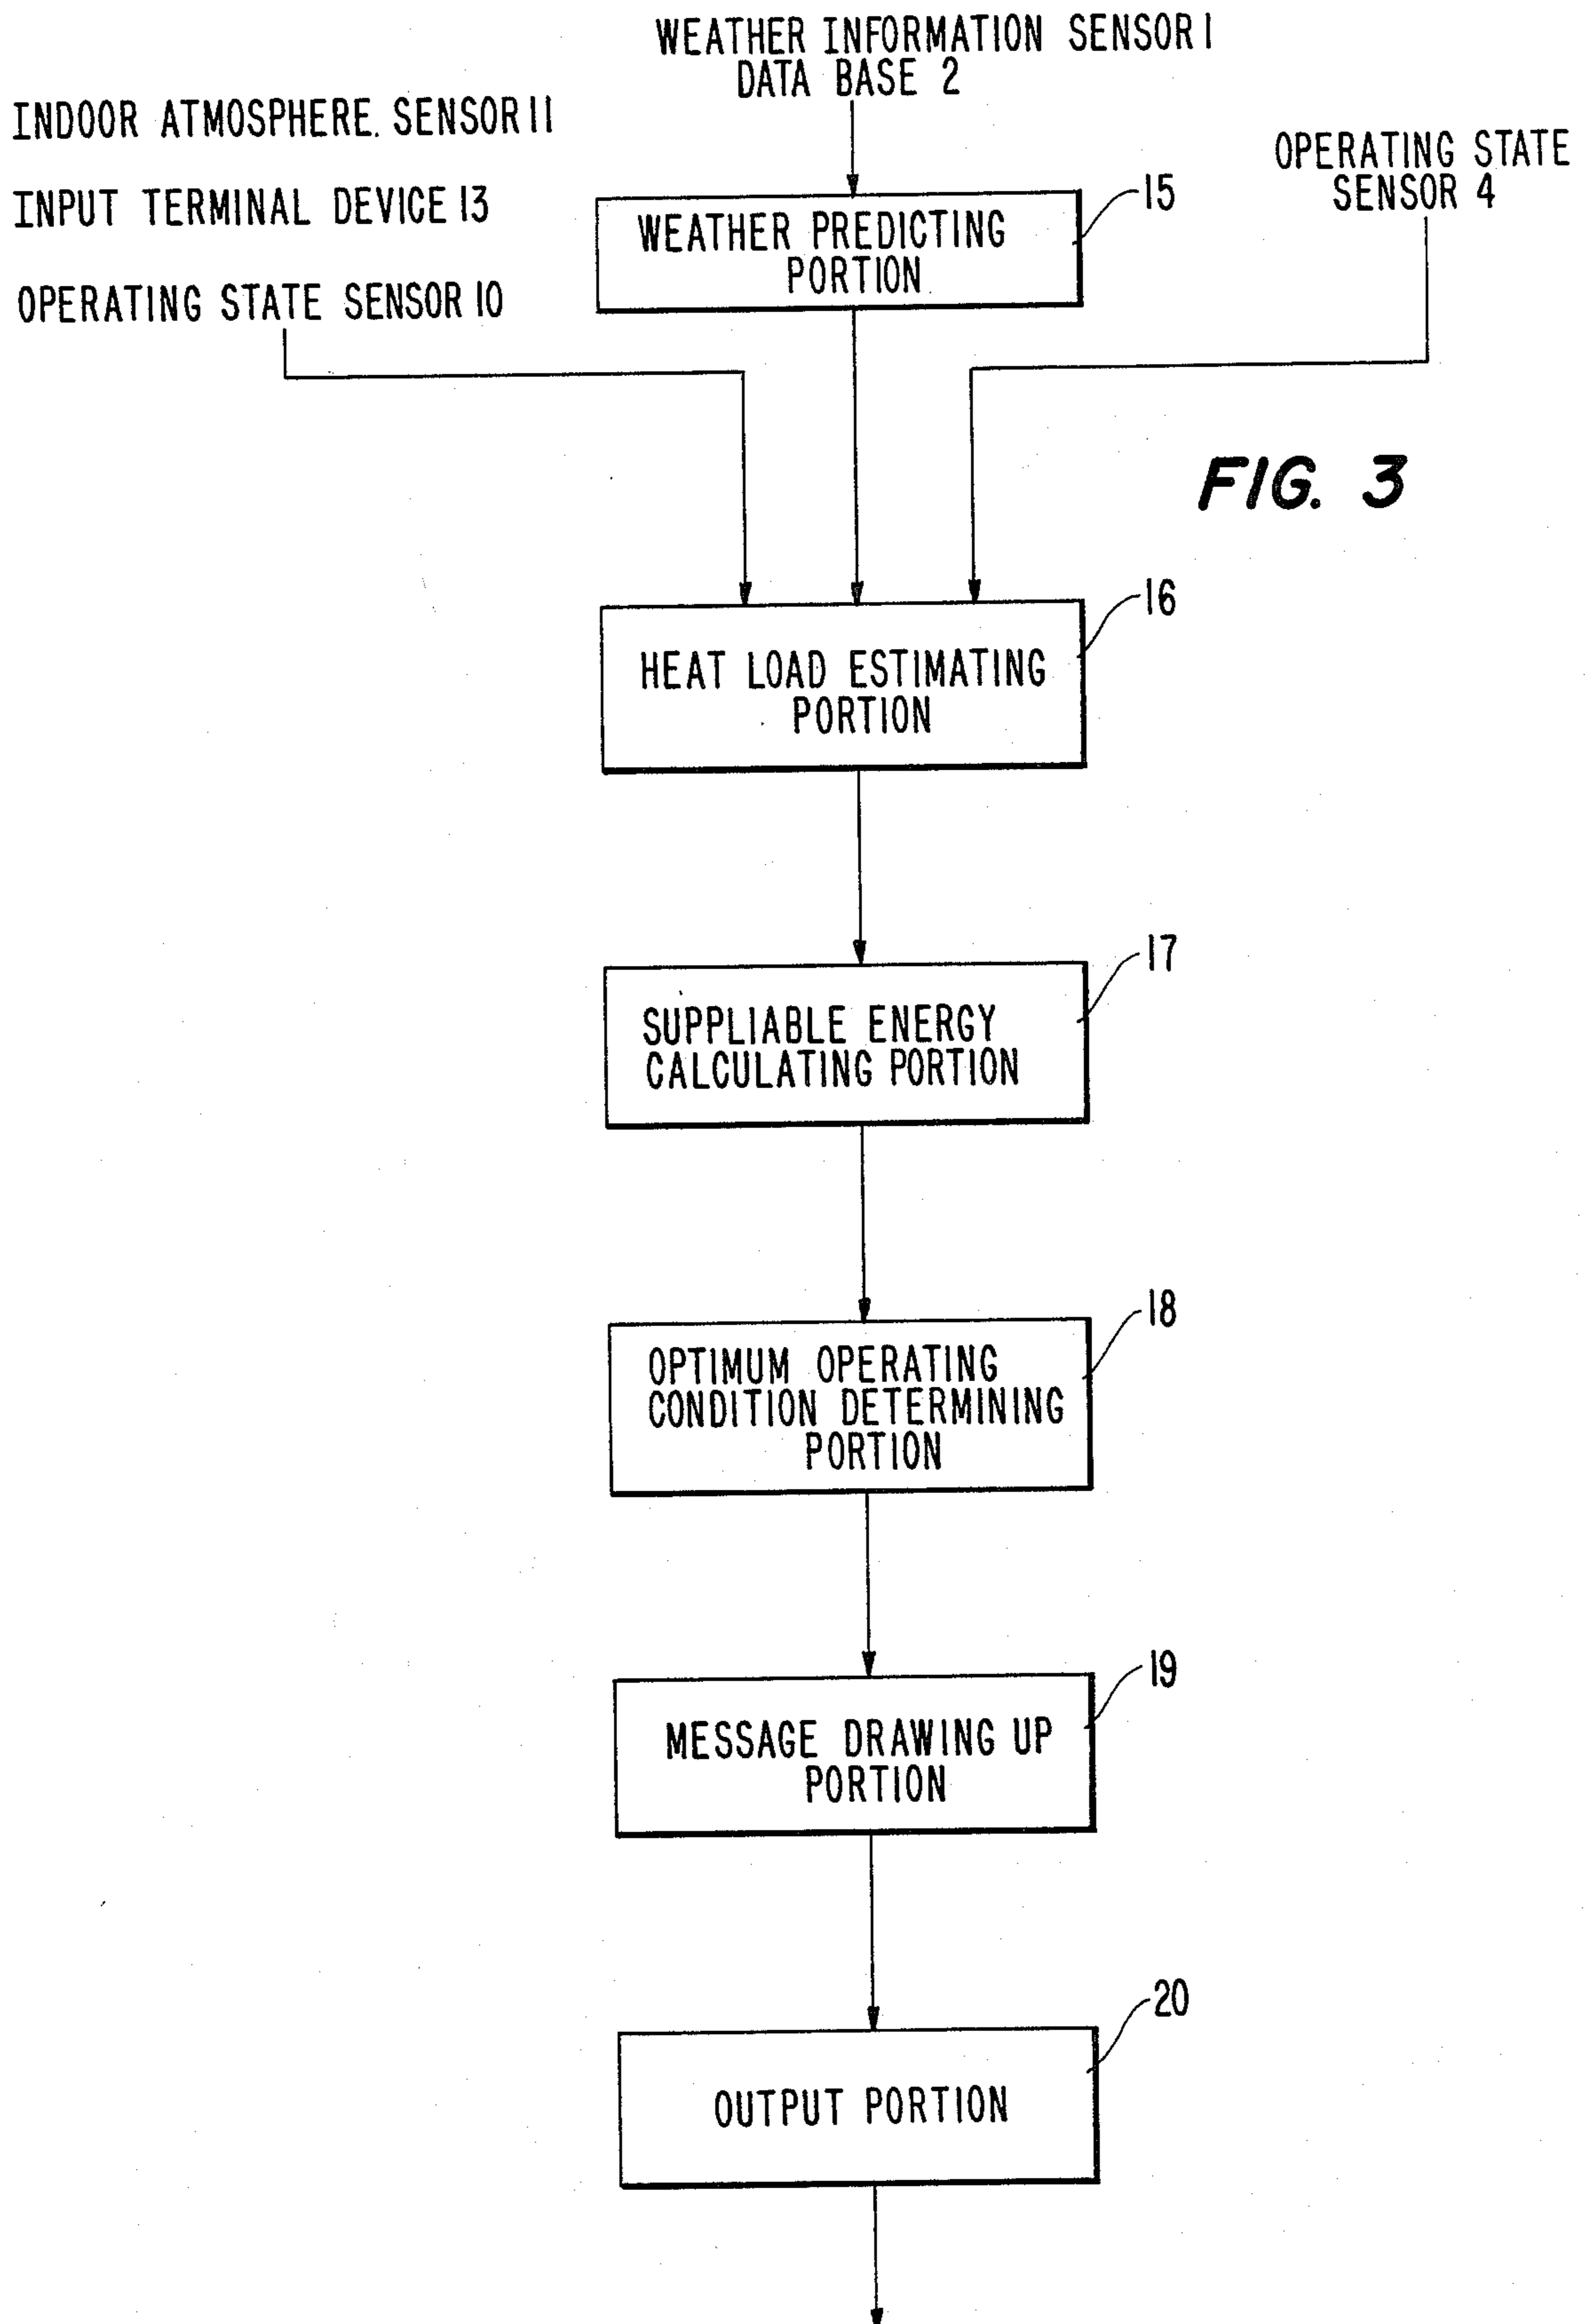 WEATHER INFORMATION SENSOR 1
DATA BASE 2
INDOOR ATMOSPHERE. SENSOR 11
INPUT TERMINAL DEVICE 13
OPERATING STATE SENSOR 10
OPERATING STATE
SENSOR 4
15
WEATHER PREDICTING
PORTION
FIG. 3
16
HEAT LOAD ESTIMATING
PORTION
17
SUPPLIABLE ENERGY
CALCULATING PORTION
18
OPTIMUM OPERATING
CONDITION DETERMINING
PORTION
19
MESSAGE DRAWING UP
PORTION
20
OUTPUT PORTION